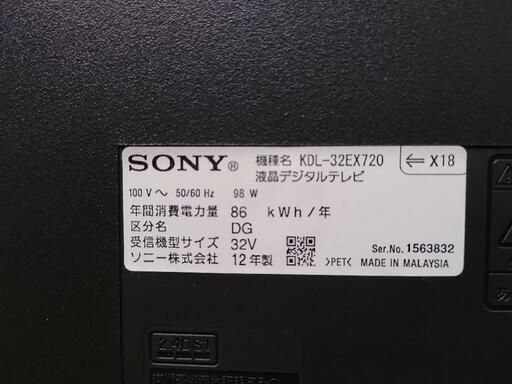 SONY® 機種名 KDL-32EX720 ⇐ X18
液晶デジタルテレビ
100 V〜 50/60 Hz 98 W
年間消費電力量 86 kWh/年
区分名 DG
受信機型サイズ 32V
Ser.No. 1563832
ソニー株式会社 12年製 >PET< MADE IN MALAYSIA
2.4DS1